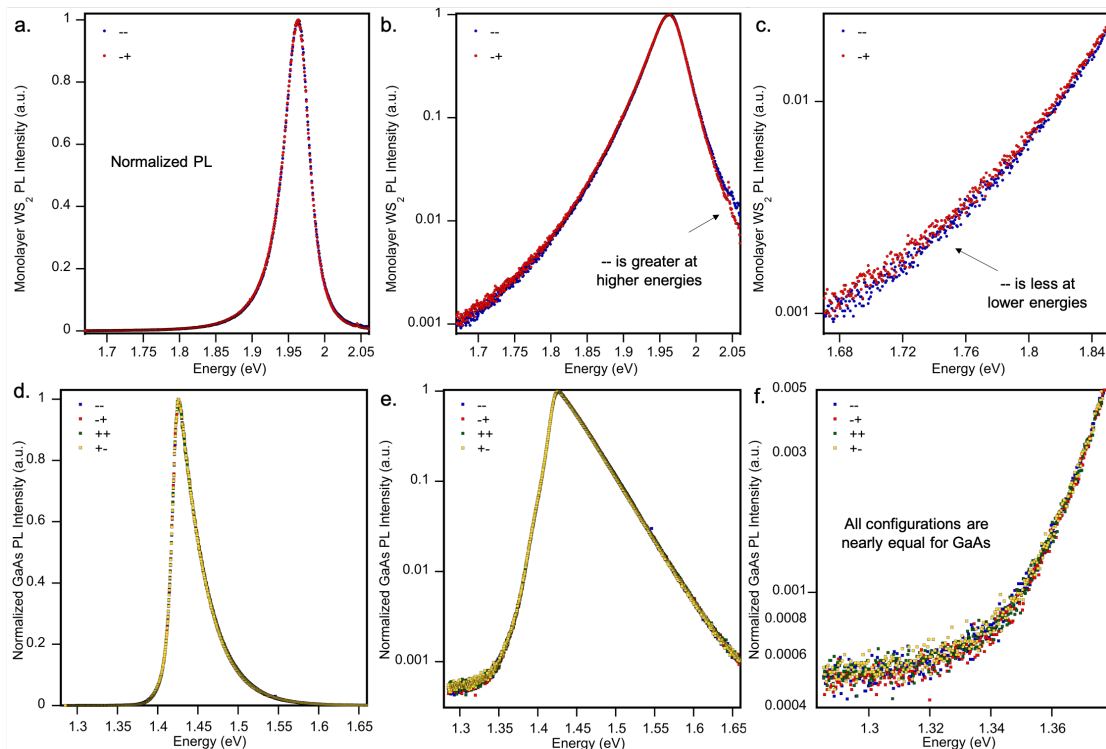 a.
--
-+
Normalized PL
Monolayer WS2 PL Intensity (a.u.)
1
0.8
0.6
0.4
0.2
0
1.7 1.75 1.8 1.85 1.9 1.95 2 2.05
Energy (eV)
b.
--
-+
-- is greater at
higher energies
Monolayer WS2 PL Intensity (a.u.)
1
0.1
0.01
0.001
1.7 1.75 1.8 1.85 1.9 1.95 2 2.05
Energy (eV)
c.
--
-+
-- is less at
lower energies
Monolayer WS2 PL Intensity (a.u.)
0.01
0.001
1.68 1.72 1.76 1.8 1.84
Energy (eV)
d.
--
-+
++
+-
Normalized GaAs PL Intensity (a.u.)
1
0.8
0.6
0.4
0.2
0
1.3 1.35 1.4 1.45 1.5 1.55 1.6 1.65
Energy (eV)
e.
--
-+
++
+-
Normalized GaAs PL Intensity (a.u.)
1
0.1
0.01
0.001
1.3 1.35 1.4 1.45 1.5 1.55 1.6 1.65
Energy (eV)
f.
--
-+
++
+-
All configurations are
nearly equal for GaAs
Normalized GaAs PL Intensity (a.u.)
0.005
0.003
0.001
0.0008
0.0006
0.0004
1.3 1.32 1.34 1.36
Energy (eV)